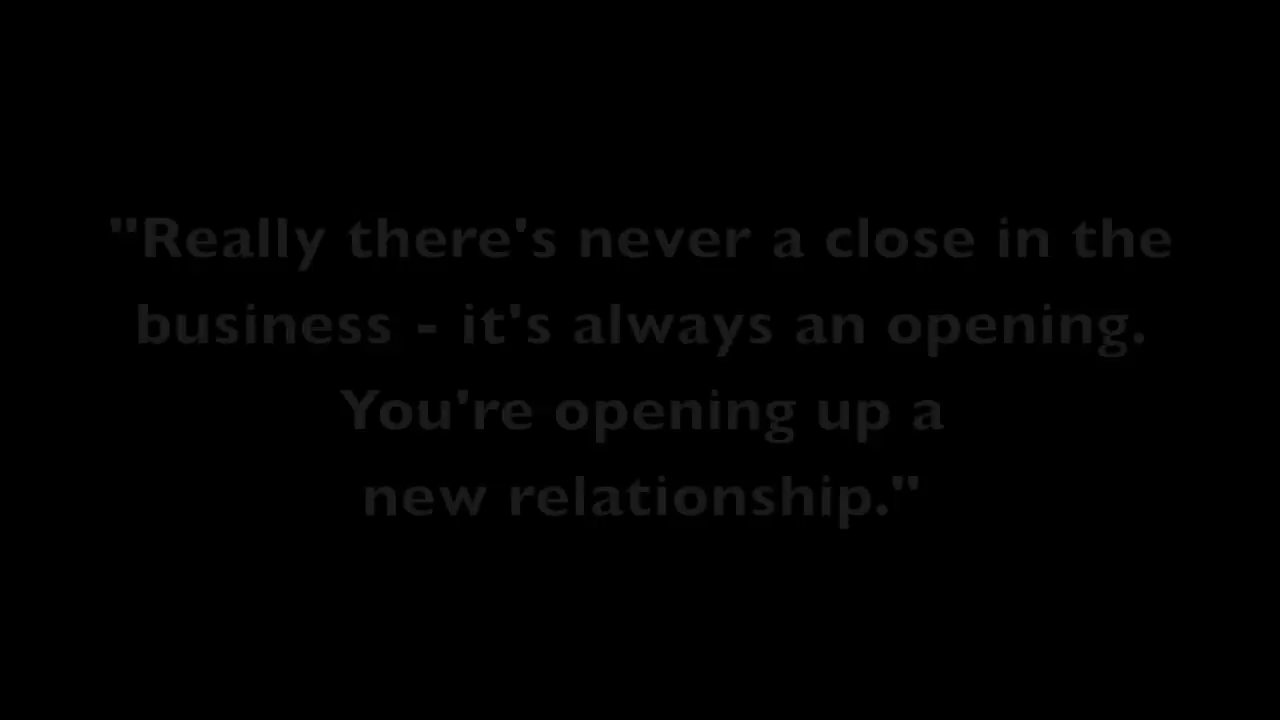 "Really there's never a close in the
business - it's always an opening.
You're opening up a
new relationship."